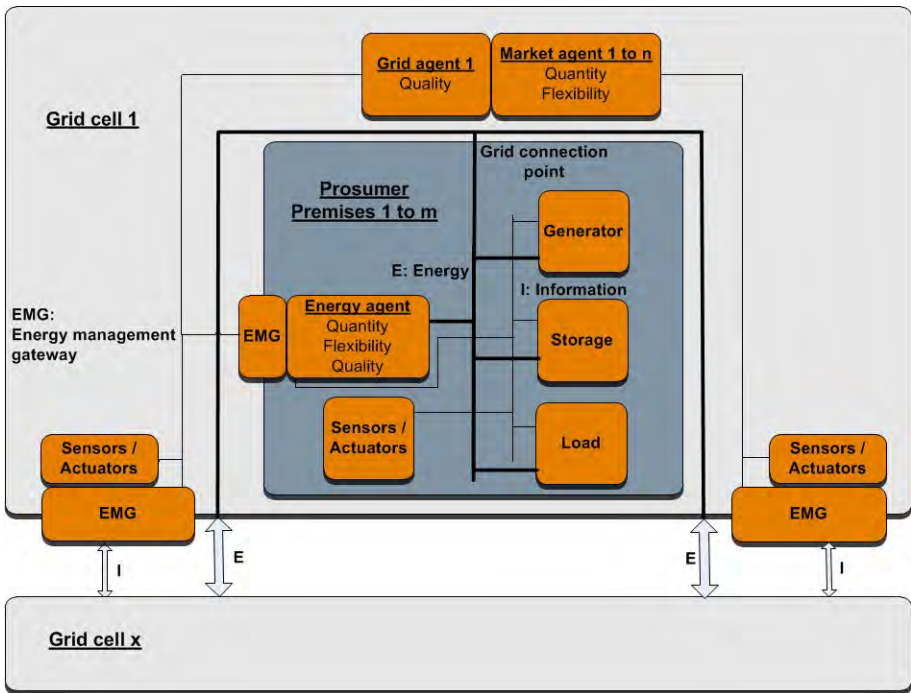 Grid agent 1
Quality
Market agent 1 to n
Quantity
Flexibility
Grid cell 1
Grid connection
point
Prosumer
Premises 1 to m
Generator
E: Energy
I: Information
EMG:
Energy management
gateway
EMG
Energy agent
Quantity
Flexibility
Quality
Storage
Sensors /
Actuators
Load
Sensors /
Actuators
EMG
Sensors /
Actuators
EMG
I
E
E
I
Grid cell x